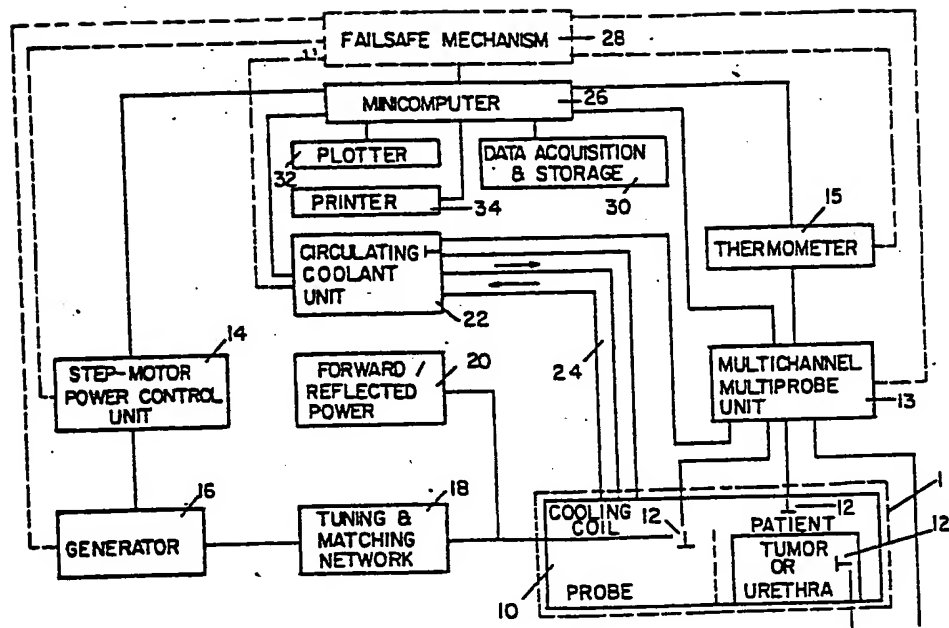 FAILSAFE MECHANISM
28
MINICOMPUTER
26
PLOTTER
32
DATA ACQUISITION
& STORAGE
30
PRINTER
34
15
THERMOMETER
CIRCULATING
COOLANT
UNIT
22
14
STEP-MOTOR
POWER CONTROL
UNIT
20
FORWARD /
REFLECTED
POWER
24
MULTICHANNEL
MULTIPROBE
UNIT
13
16
GENERATOR
18
TUNING &
MATCHING
NETWORK
1
COOLING
COIL
12
12
PATIENT
12
TUMOR
OR
URETHRA
10
PROBE